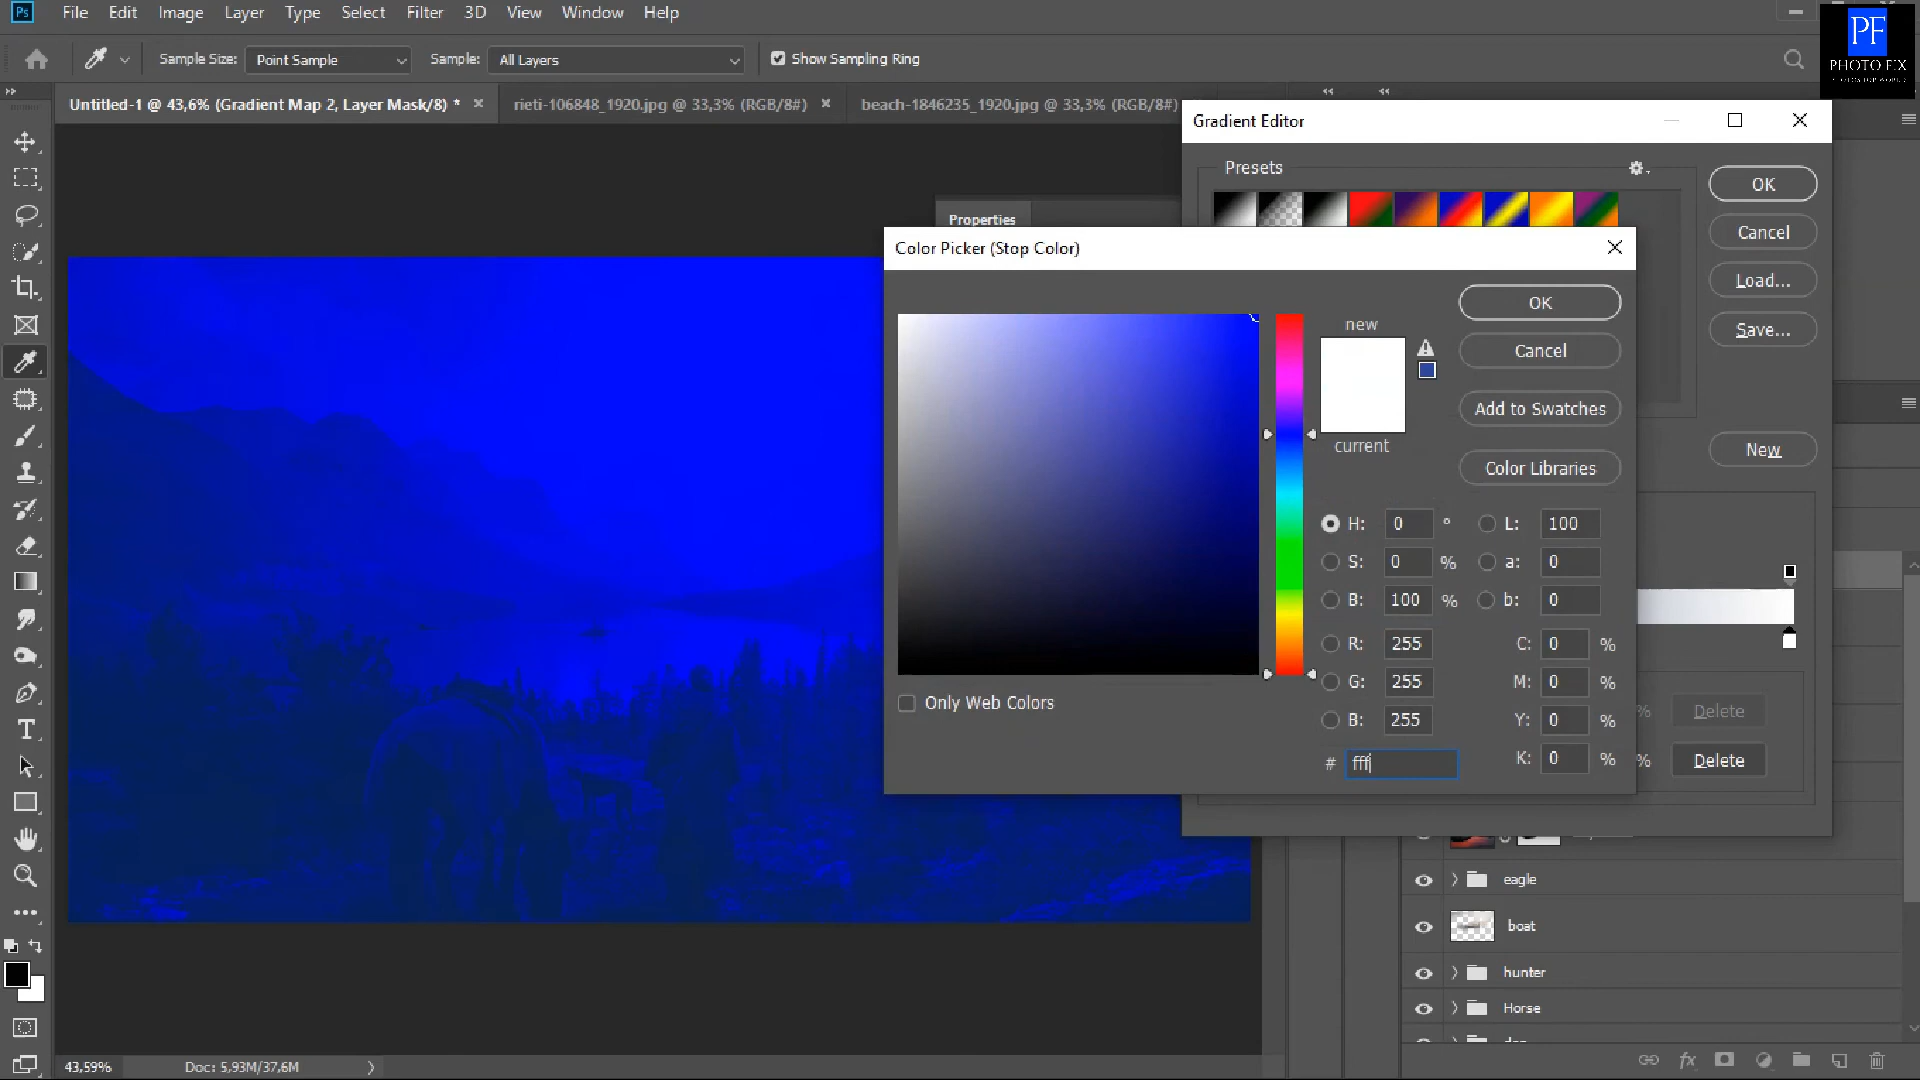 Ps File Edit Image Layer Type Select Filter 3D View Window Help
PF
PHOTO FIX
Sample Size: Point Sample Sample: All Layers Show Sampling Ring
Untitled-1 @ 43,6% (Gradient Map 2, Layer Mask/8) * rieti-106848_1920.jpg @ 33,3% (RGB/8#) beach-1846235_1920.jpg @ 33,3% (RGB/8#)
Gradient Editor
Presets
OK
Cancel
Load...
Save...
New
Delete
% Delete
Properties
Color Picker (Stop Color)
OK
new
Cancel
Add to Swatches
current
Color Libraries
H: 0 ° L: 100
S: 0 % a: 0
B: 100 % b: 0
R: 255 C: 0 %
G: 255 M: 0 %
B: 255 Y: 0 %
# fff K: 0 %
Only Web Colors
eagle
boat
hunter
Horse
T
fx
43,59% Doc: 5,93M/37,6M